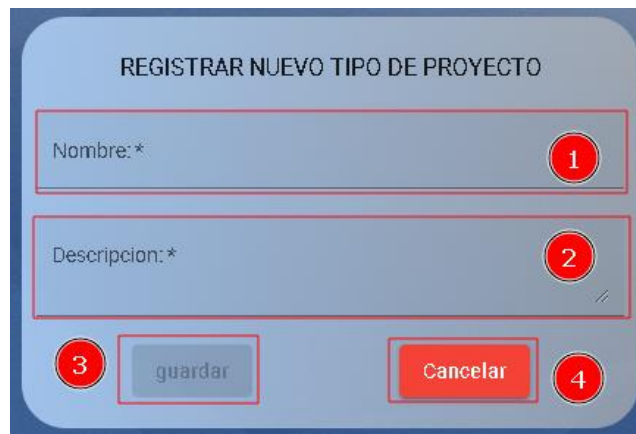 REGISTRAR NUEVO TIPO DE PROYECTO
Nombre:*
1
Descripcion:*
2
3
guardar
Cancelar
4